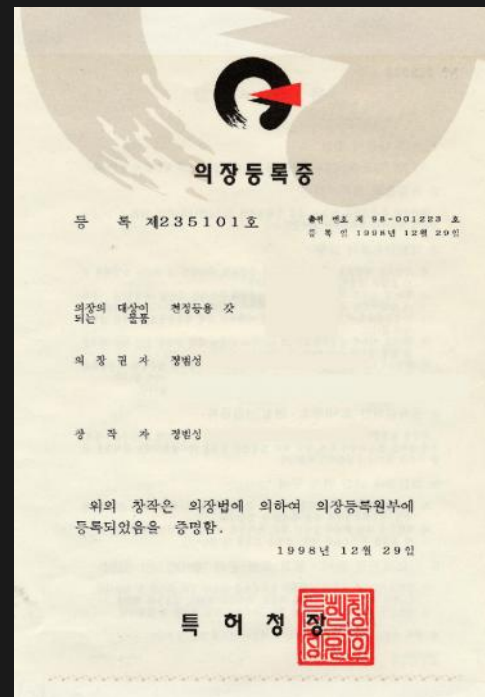 의장등록증
등 록 제235101호
출원 번호 제 98-001223 호
등 록 일 1998년 12월 29일
의장의 대상이 천정등용 갓
되는 물품
의 장 권 자 정범성
창 작 자 정범성
위의 창작은 의장법에 의하여 의장등록원부에
등록되었음을 증명함.
1998년 12월 29일
특 허 청 장